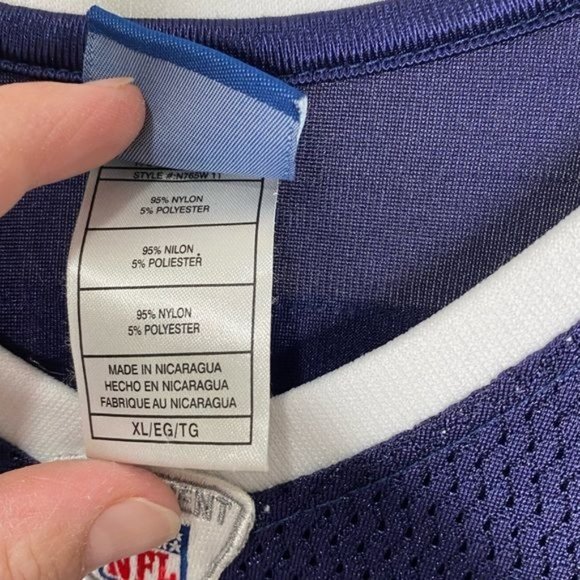 STYLE #:N765W 11
95% NYLON
5% POLYESTER
95% NILON
5% POLIESTER
95% NYLON
5% POLYESTER
MADE IN NICARAGUA
HECHO EN NICARAGUA
FABRIQUE AU NICARAGUA
XL/EG/TG
NFL